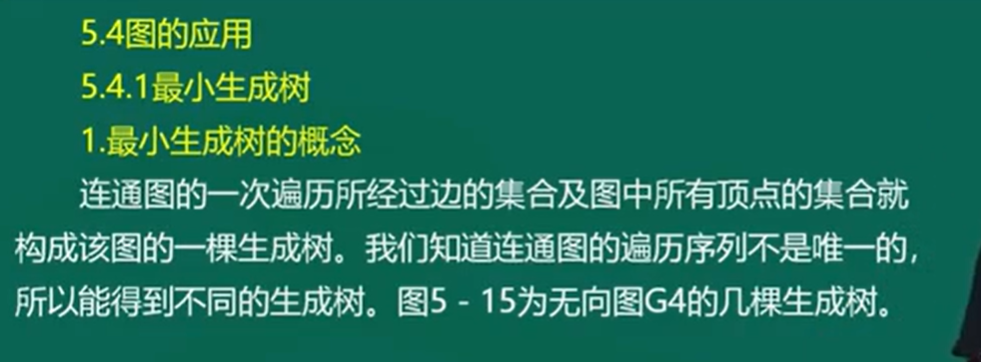 5.4图的应用
5.4.1最小生成树
1.最小生成树的概念
连通图的一次遍历所经过边的集合及图中所有顶点的集合就
构成该图的一棵生成树。我们知道连通图的遍历序列不是唯一的，
所以能得到不同的生成树。图5－15为无向图G4的几棵生成树。